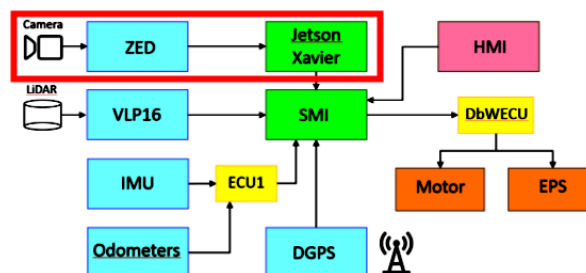 Camera
ZED
Jetson
Xavier
HMI
LiDAR
VLP16
SMI
DbWECU
IMU
ECU1
Motor
EPS
Odometers
DGPS